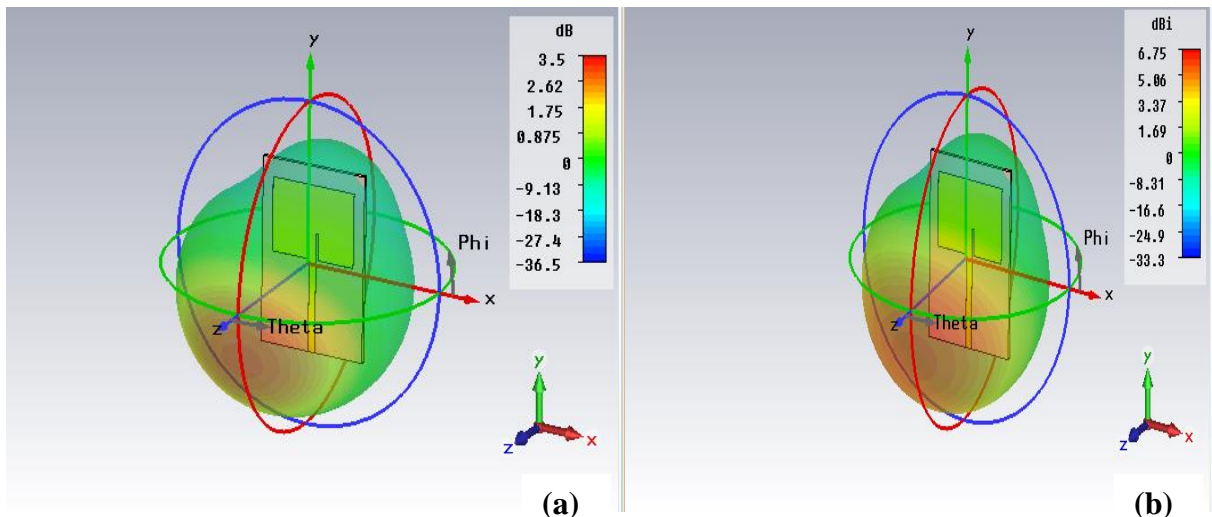 dB
3.5
2.62
1.75
0.875
0
-9.13
-18.3
-27.4
-36.5
y
Phi
x
z
Theta
y
z
x
(a)
dBi
6.75
5.06
3.37
1.69
0
-8.31
-16.6
-24.9
-33.3
y
Phi
x
z
Theta
y
z
x
(b)